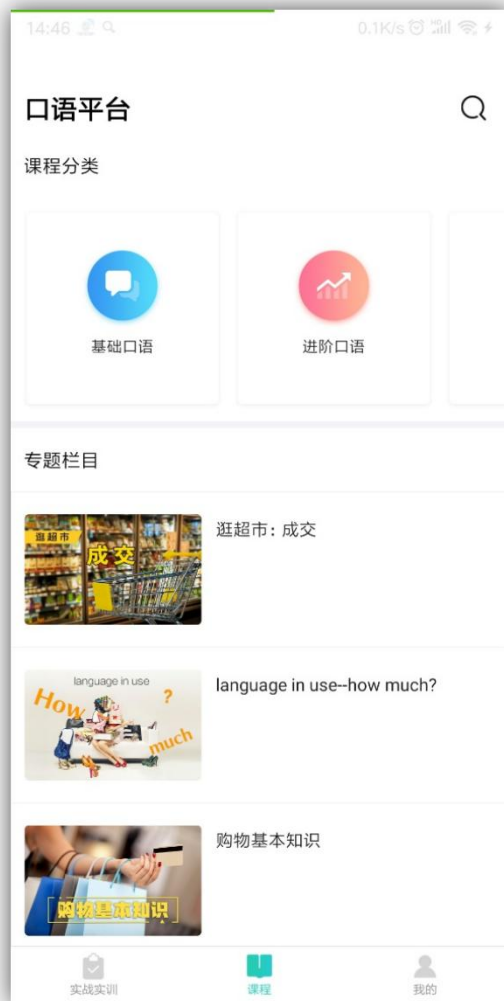 14:46
0.1K/s
口语平台
课程分类
基础口语
进阶口语
专题栏目
逛超市
成交
逛超市：成交
language in use
How
?
much
language in use--how much?
购物基本知识
购物基本知识
实战实训
课程
我的